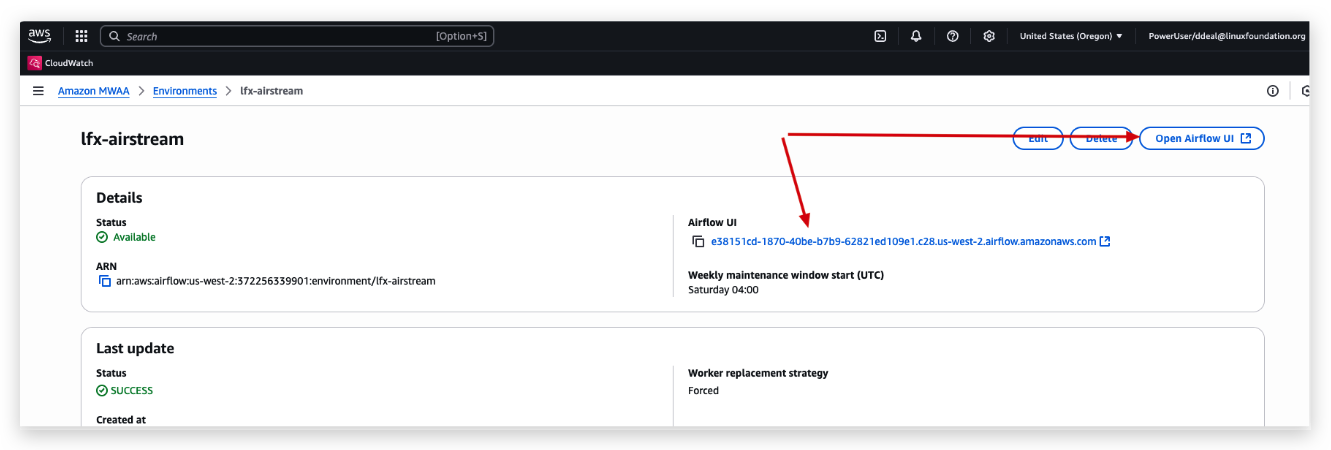 aws Search [Option+S] United States (Oregon) ▼ PowerUser/ddeal@linuxfoundation.org
CloudWatch
Amazon MWAA > Environments > lfx-airstream
lfx-airstream Edit Delete Open Airflow UI
Details
Status
Available
ARN
arn:aws:airflow:us-west-2:372256339901:environment/lfx-airstream
Airflow UI
e38151cd-1870-40be-b7b9-62821ed109e1.c28.us-west-2.airflow.amazonaws.com
Weekly maintenance window start (UTC)
Saturday 04:00
Last update
Status
SUCCESS
Created at
Worker replacement strategy
Forced